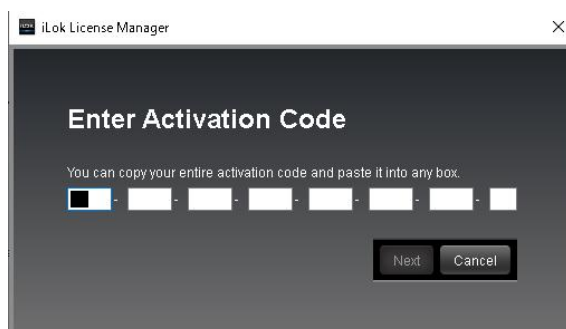 iLok License Manager
Enter Activation Code
You can copy your entire activation code and paste it into any box.
- - - - - - -
Next Cancel